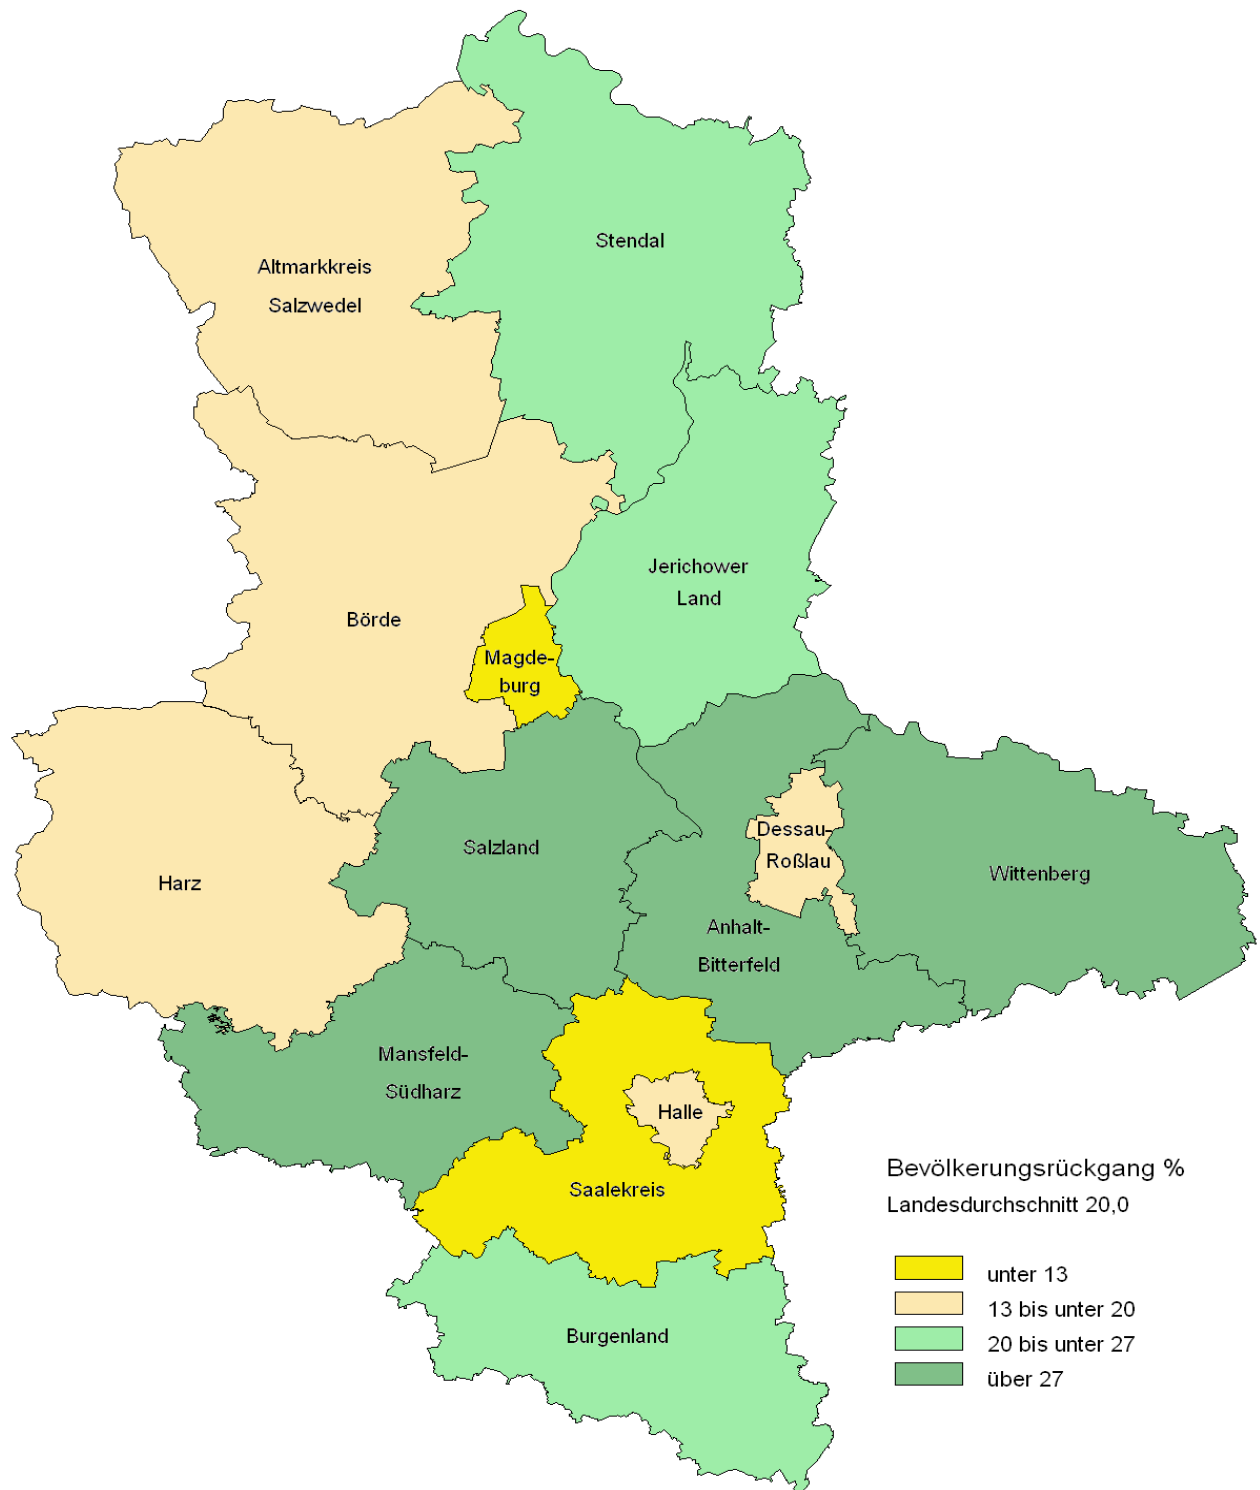 Stendal
Altmarkkreis
Salzwedel
Jerichower
Land
Börde
Magde-
burg
Dessau-
Roßlau
Salzland
Wittenberg
Harz
Anhalt-
Bitterfeld
Mansfeld-
Südharz
Halle
Saalekreis
Burgenland
Bevölkerungsrückgang %
Landesdurchschnitt 20,0
unter 13
13 bis unter 20
20 bis unter 27
über 27